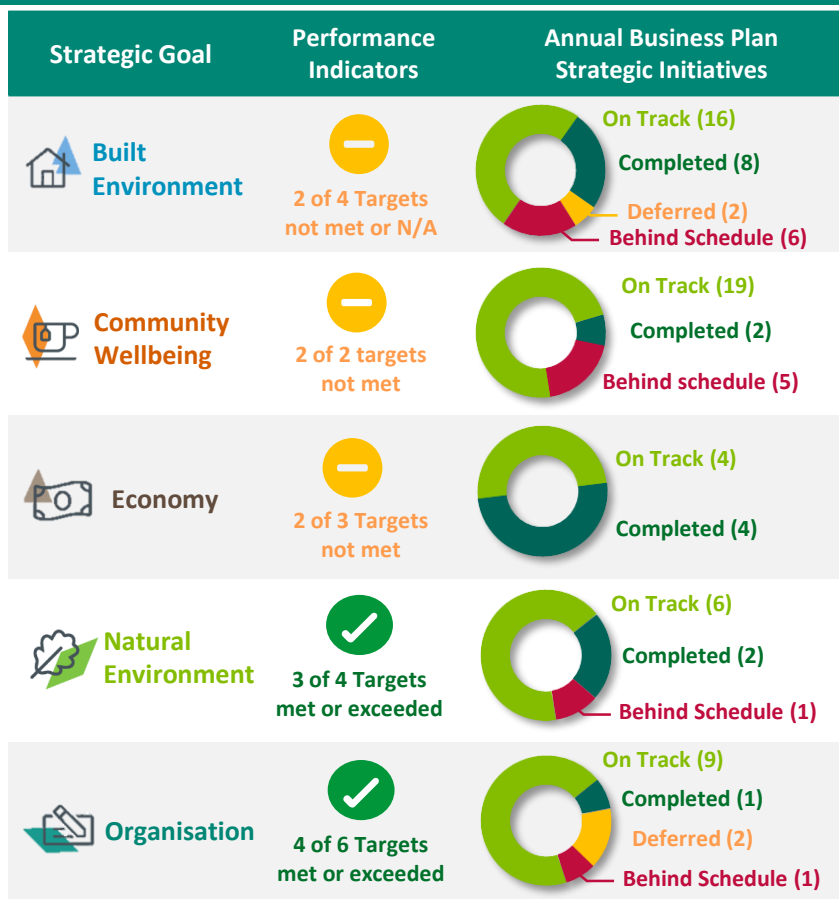 Strategic Goal
Performance
Indicators
Annual Business Plan
Strategic Initiatives
Built
Environment
2 of 4 Targets
not met or N/A
On Track (16)
Completed (8)
Deferred (2)
Behind Schedule (6)
Community
Wellbeing
2 of 2 targets
not met
On Track (19)
Completed (2)
Behind schedule (5)
Economy
2 of 3 Targets
not met
On Track (4)
Completed (4)
Natural
Environment
3 of 4 Targets
met or exceeded
On Track (6)
Completed (2)
Behind Schedule (1)
Organisation
4 of 6 Targets
met or exceeded
On Track (9)
Completed (1)
Deferred (2)
Behind Schedule (1)